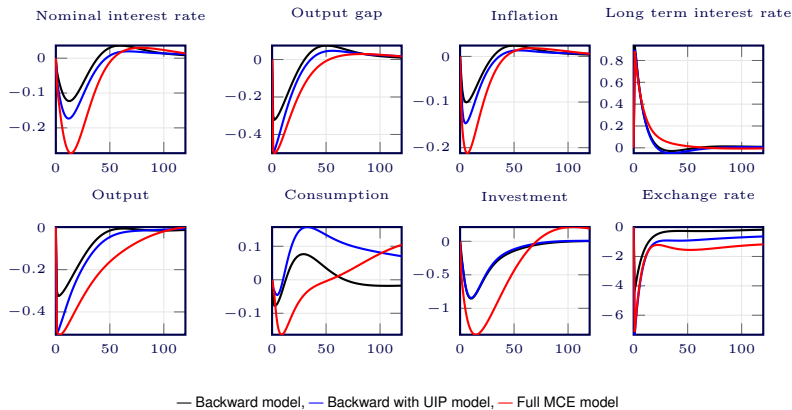 Nominal interest rate
Output gap
Inflation
Long term interest rate
0
−0.1
−0.2
0 50 100
0
−0.2
−0.4
0 50 100
0
−0.1
−0.2
0 50 100
0.8
0.6
0.4
0.2
0
0 50 100
Output
Consumption
Investment
Exchange rate
0
−0.2
−0.4
0 50 100
0.1
0
−0.1
0 50 100
0
−0.5
−1
0 50 100
0
−2
−4
−6
0 50 100
— Backward model, — Backward with UIP model, — Full MCE model